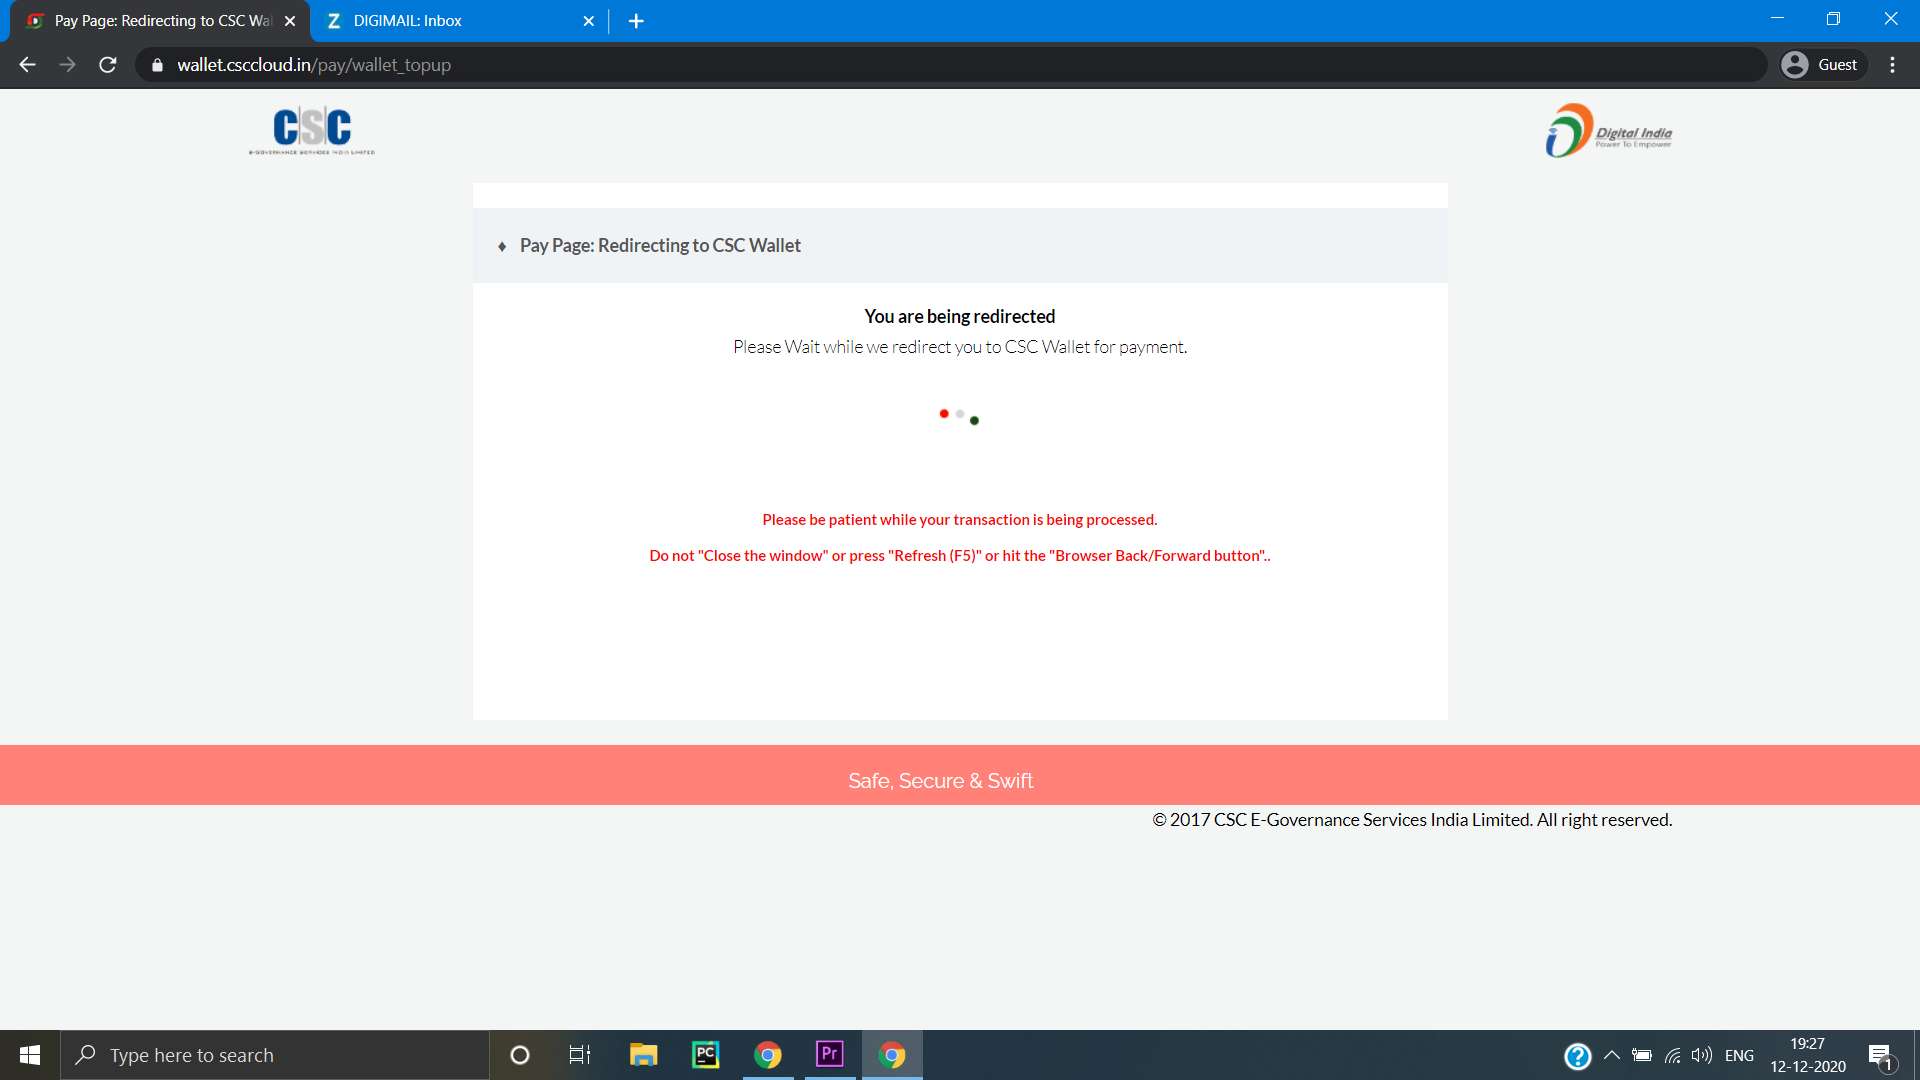 Pay Page: Redirecting to CSC Wal
DIGIMAIL: Inbox
wallet.csccloud.in/pay/wallet_topup
Guest
CSC
E-GOVERNANCE SERVICES INDIA LIMITED
Digital India
Power To Empower
Pay Page: Redirecting to CSC Wallet
You are being redirected
Please Wait while we redirect you to CSC Wallet for payment.
Please be patient while your transaction is being processed.
Do not "Close the window" or press "Refresh (F5)" or hit the "Browser Back/Forward button"..
Safe, Secure & Swift
© 2017 CSC E-Governance Services India Limited. All right reserved.
Type here to search
PC
Pr
ENG
19:27
12-12-2020
1